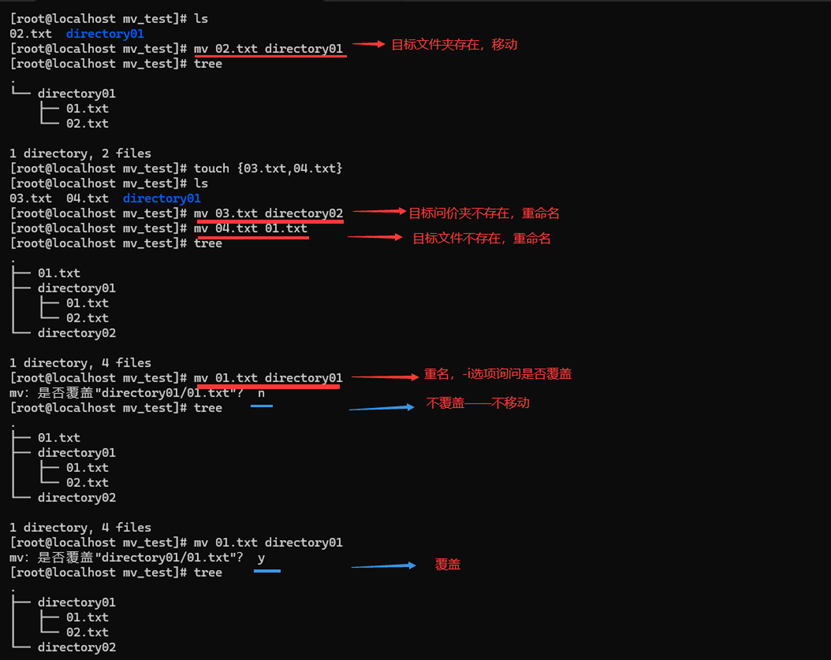 [root@localhost mv_test]# ls
02.txt  directory01
[root@localhost mv_test]# mv 02.txt directory01 目标文件夹存在，移动
[root@localhost mv_test]# tree
.
└── directory01
    ├── 01.txt
    └── 02.txt
1 directory, 2 files
[root@localhost mv_test]# touch {03.txt,04.txt}
[root@localhost mv_test]# ls
03.txt  04.txt  directory01
[root@localhost mv_test]# mv 03.txt directory02 目标问价夹不存在，重命名
[root@localhost mv_test]# mv 04.txt 01.txt 目标文件不存在，重命名
[root@localhost mv_test]# tree
.
├── 01.txt
├── directory01
│   ├── 01.txt
│   └── 02.txt
└── directory02
1 directory, 4 files
[root@localhost mv_test]# mv 01.txt directory01 重名，-i选项询问是否覆盖
mv：是否覆盖"directory01/01.txt"？ n
[root@localhost mv_test]# tree 不覆盖——不移动
.
├── 01.txt
├── directory01
│   ├── 01.txt
│   └── 02.txt
└── directory02
1 directory, 4 files
[root@localhost mv_test]# mv 01.txt directory01
mv：是否覆盖"directory01/01.txt"？ y 覆盖
[root@localhost mv_test]# tree
.
├── directory01
│   ├── 01.txt
│   └── 02.txt
└── directory02